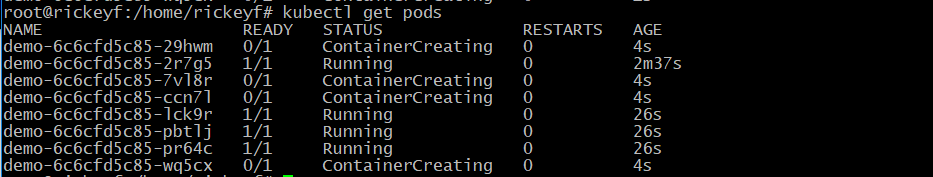 root@rickeyf:/home/rickeyf# kubectl get pods
NAME READY STATUS RESTARTS AGE
demo-6c6cfd5c85-29hwm 0/1 ContainerCreating 0 4s
demo-6c6cfd5c85-2r7g5 1/1 Running 0 2m37s
demo-6c6cfd5c85-7vl8r 0/1 ContainerCreating 0 4s
demo-6c6cfd5c85-ccn7l 0/1 ContainerCreating 0 4s
demo-6c6cfd5c85-lck9r 1/1 Running 0 26s
demo-6c6cfd5c85-pbtlj 1/1 Running 0 26s
demo-6c6cfd5c85-pr64c 1/1 Running 0 26s
demo-6c6cfd5c85-wq5cx 0/1 ContainerCreating 0 4s